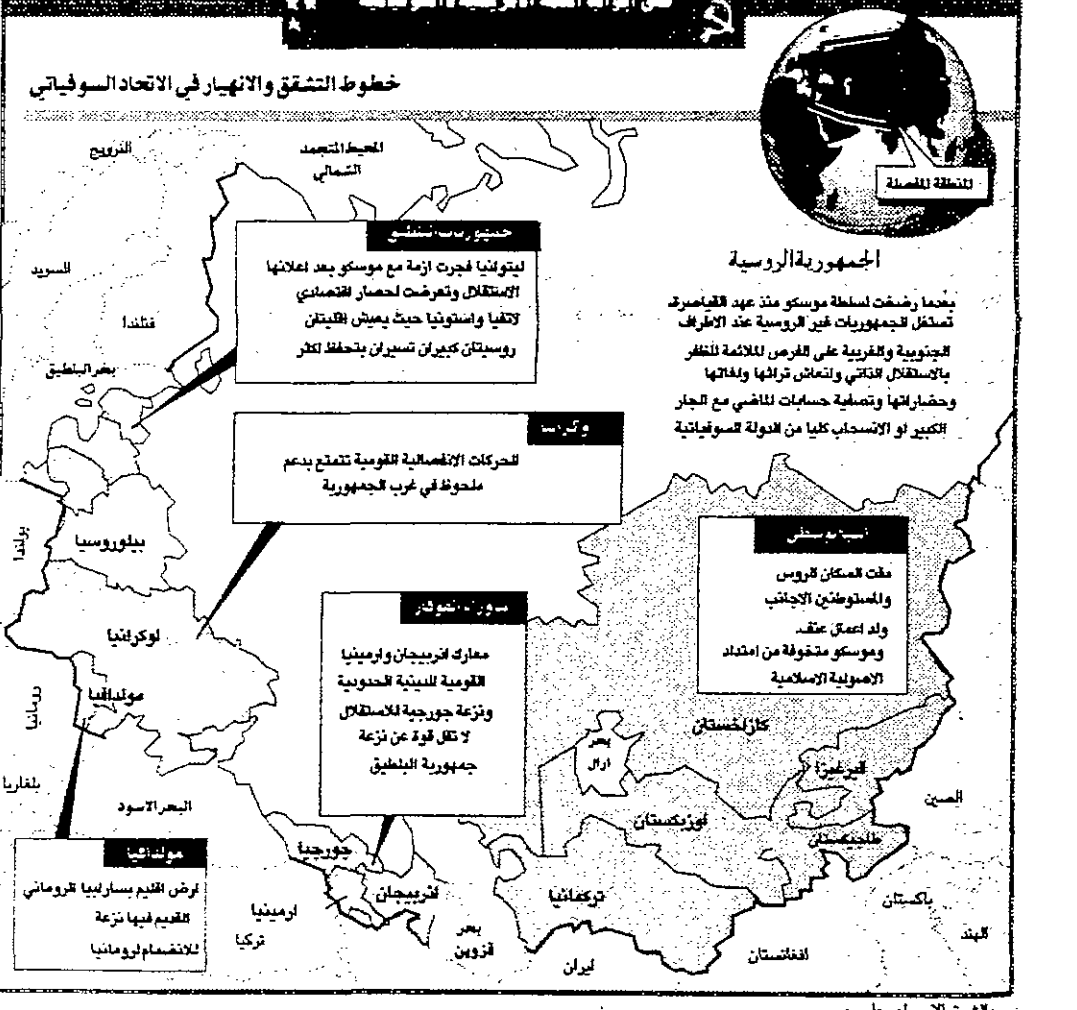 خطوط التشقق والانهيار في الاتحاد السوفياتي
المنطقة المفصلة
الجمهورية الروسية
بعدما رضخت لسلطة موسكو منذ عهد القياصرة،
تستغل الجمهوريات غير الروسية عند الاطراف
الجنوبية والغربية على الفرص الملائمة للظفر
بالاستقلال الذاتي وانعاش تراثها ولغاتها
وحضاراتها وتصفية حسابات الماضي مع الجار
الكبير او الانسحاب كليا من الدولة السوفياتية
النرويج
المحيط المتجمد
الشمالي
السويد
فنلندا
بحر البلطيق
ليتوانيا فجرت ازمة مع موسكو بعد اعلانها
الاستقلال وتعرضت لحصار اقتصادي
لاتفيا واستونيا حيث يعيش اقليتان
روسيتان كبيران تسيران بتحفظ اكثر
الحركات الانفصالية القومية تتمتع بدعم
ملحوظ في غرب الجمهورية
بولندا
بيلوروسيا
اوكرانيا
مولدافيا
رومانيا
بلغاريا
البحر الاسود
مقت السكان الروس
والمستوطنين الاجانب
ولد اعمال عنف.
وموسكو متخوفة من امتداد
الاصولية الاسلامية
معارك اذربيجان وارمينيا
القومية الدينية الحدودية
ونزعة جورجية للاستقلال
لا تقل قوة عن نزعة
جمهورية البلطيق
كازاخستان
بحر
ارال
قيرغيزا
الصين
اوزبكستان
طاجيكستان
تركمانيا
جورجيا
اذربيجان
ارمينيا
تركيا
بحر
قزوين
ايران
افغانستان
باكستان
الهند
مولدافيا
ارض اقليم بسارابيا الروماني
القديم فيها نزعة
للانضمام لرومانيا